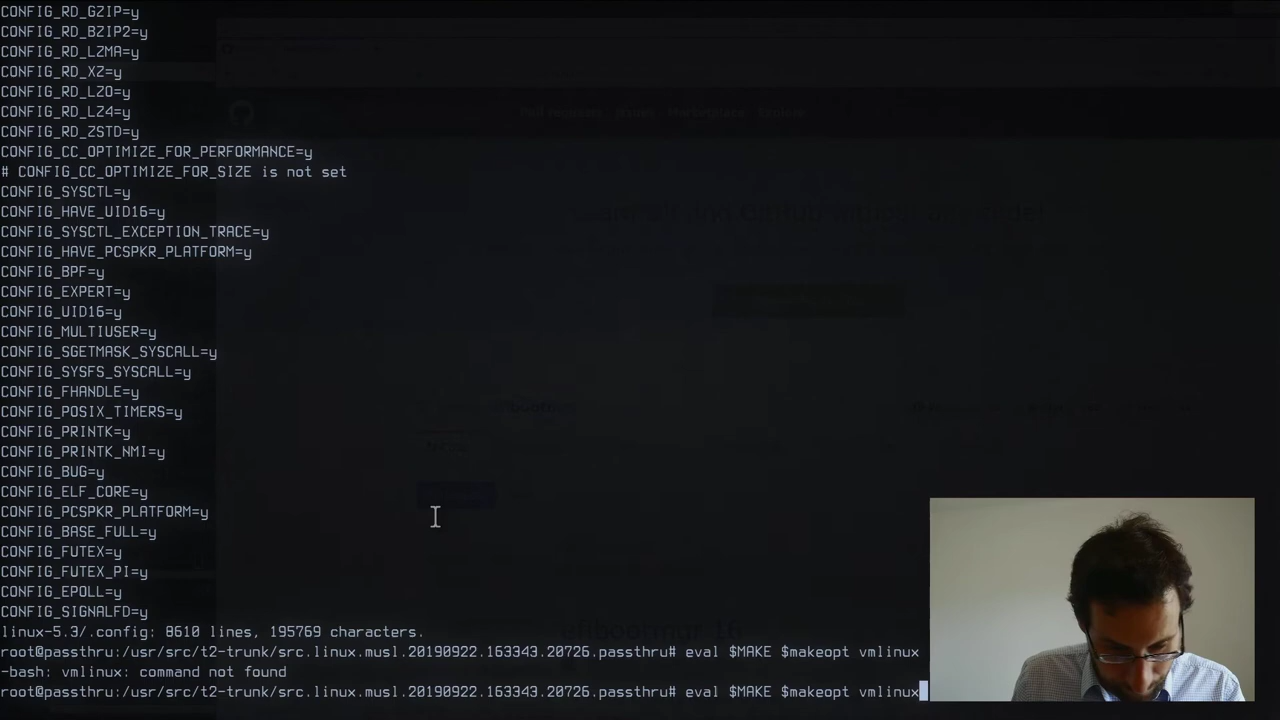 CONFIG_RD_GZIP=y
CONFIG_RD_BZIP2=y
CONFIG_RD_LZMA=y
CONFIG_RD_XZ=y
CONFIG_RD_LZO=y
CONFIG_RD_LZ4=y
CONFIG_RD_ZSTD=y
CONFIG_CC_OPTIMIZE_FOR_PERFORMANCE=y
# CONFIG_CC_OPTIMIZE_FOR_SIZE is not set
CONFIG_SYSCTL=y
CONFIG_HAVE_UID16=y
CONFIG_SYSCTL_EXCEPTION_TRACE=y
CONFIG_HAVE_PCSPKR_PLATFORM=y
CONFIG_BPF=y
CONFIG_EXPERT=y
CONFIG_UID16=y
CONFIG_MULTIUSER=y
CONFIG_SGETMASK_SYSCALL=y
CONFIG_SYSFS_SYSCALL=y
CONFIG_FHANDLE=y
CONFIG_POSIX_TIMERS=y
CONFIG_PRINTK=y
CONFIG_PRINTK_NMI=y
CONFIG_BUG=y
CONFIG_ELF_CORE=y
CONFIG_PCSPKR_PLATFORM=y
CONFIG_BASE_FULL=y
CONFIG_FUTEX=y
CONFIG_FUTEX_PI=y
CONFIG_EPOLL=y
CONFIG_SIGNALFD=y
linux-5.3/.config: 8610 lines, 195769 characters.
root@passthru:/usr/src/t2-trunk/src.linux.musl.20190922.163343.20726.passthru# eval $MAKE $makeopt vmlinux
-bash: vmlinux: command not found
root@passthru:/usr/src/t2-trunk/src.linux.musl.20190922.163343.20726.passthru# eval $MAKE $makeopt vmlinux